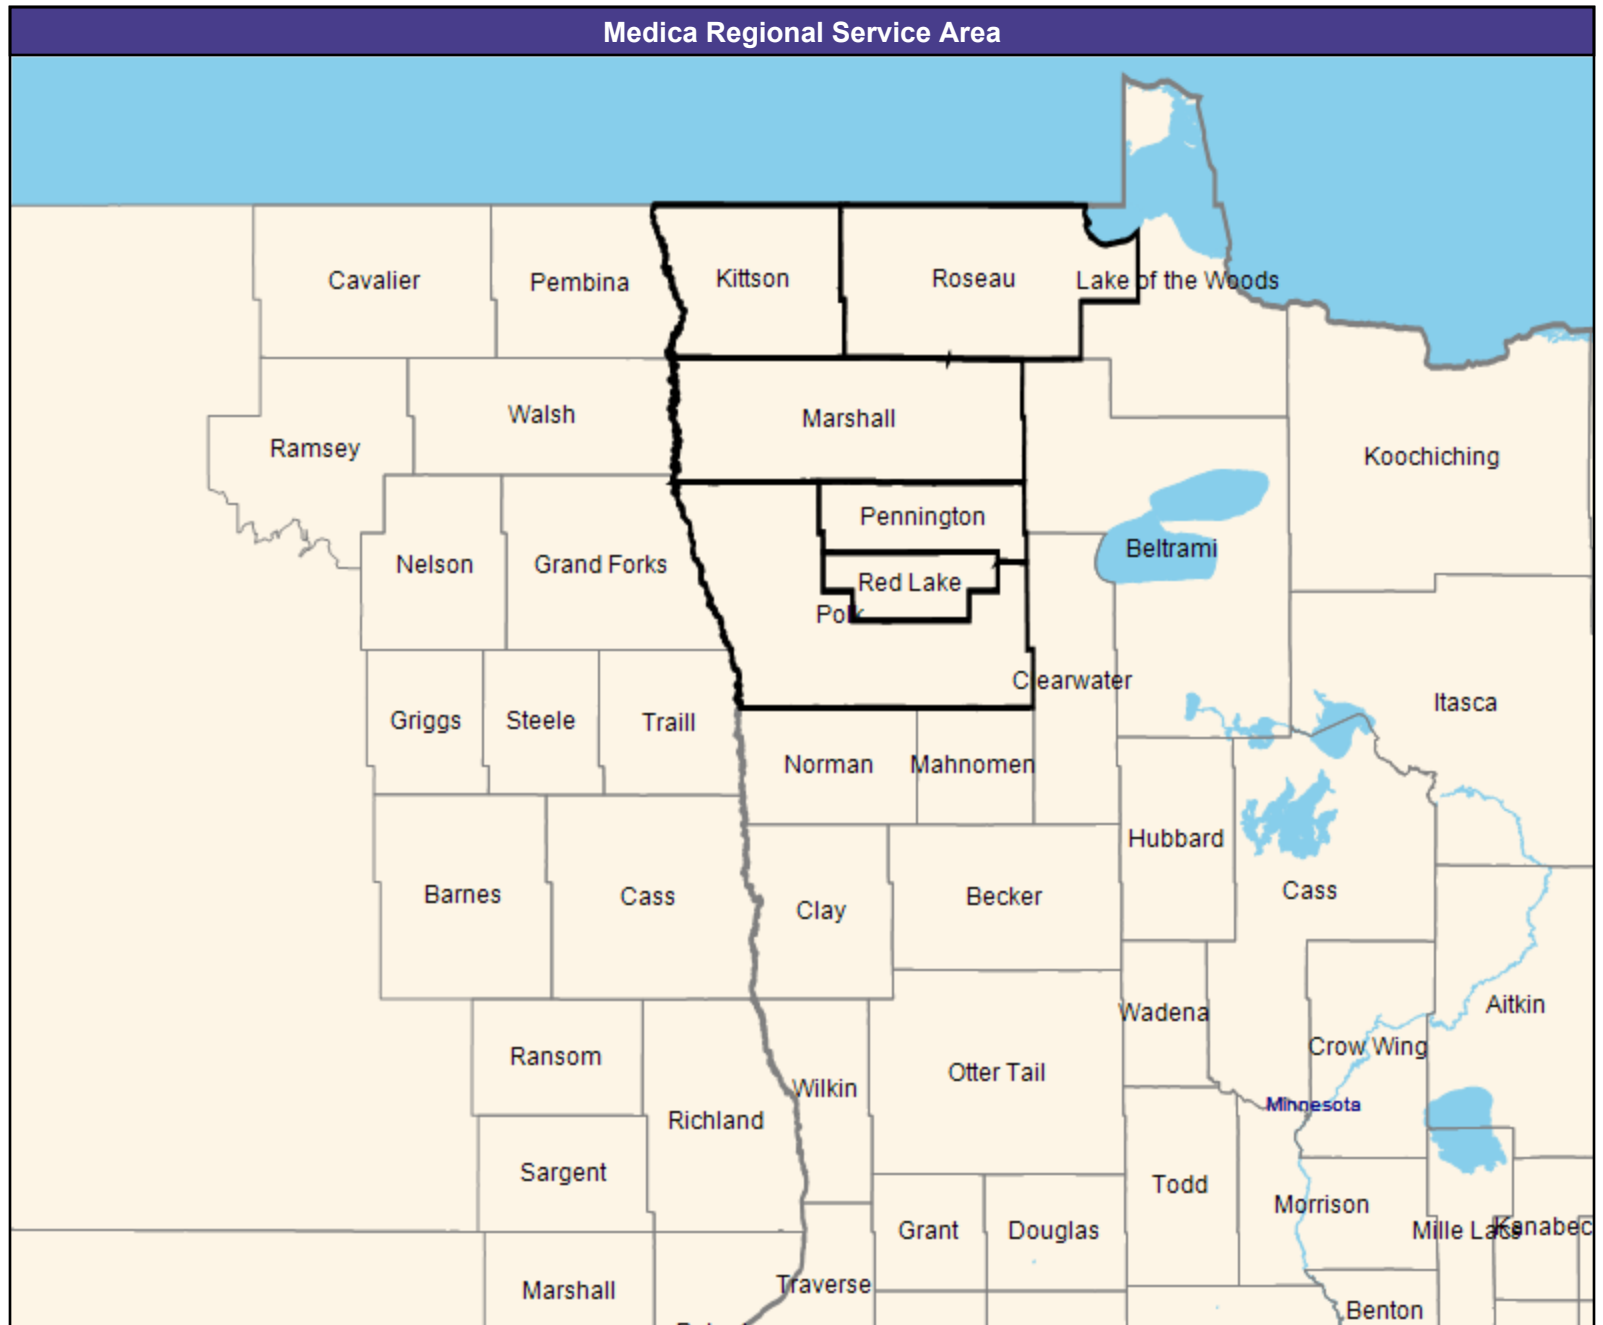 Medica Regional Service Area
Cavalier
Pembina
Kittson
Roseau
Lake of the Woods
Walsh
Marshall
Ramsey
Koochiching
Pennington
Nelson
Grand Forks
Beltrami
Red Lake
Polk
Clearwater
Itasca
Griggs
Steele
Traill
Norman
Mahnomen
Hubbard
Barnes
Cass
Clay
Becker
Cass
Wadena
Aitkin
Ransom
Crow Wing
Otter Tail
Wilkin
Minnesota
Richland
Sargent
Todd
Morrison
Grant
Douglas
Mille Lacs
Kanabec
Marshall
Traverse
Benton